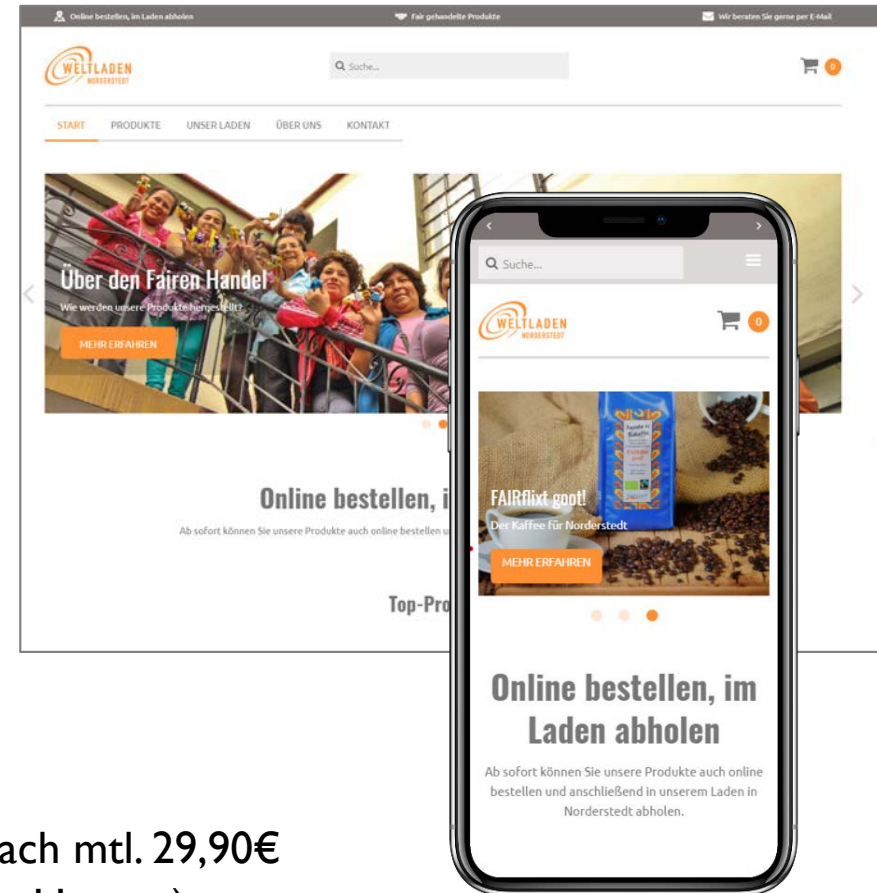 Online bestellen, im Laden abholen
Fair gehandelte Produkte
Wir beraten Sie gerne per E-Mail
WELTLADEN
NORDERSTEDT
Suche...
0
START PRODUKTE UNSER LADEN ÜBER UNS KONTAKT
Über den Fairen Handel
Wie werden unsere Produkte hergestellt?
MEHR ERFAHREN
Online bestellen, i
Ab sofort können Sie unsere Produkte auch online bestellen u
Top-Pro
Suche...
WELTLADEN
NORDERSTEDT
0
FAIRflixt goot!
Der Kaffee für Norderstedt
MEHR ERFAHREN
Online bestellen, im
Laden abholen
Ab sofort können Sie unsere Produkte auch online
bestellen und anschließend in unserem Laden in
Norderstedt abholen.
ach mtl. 29,90€